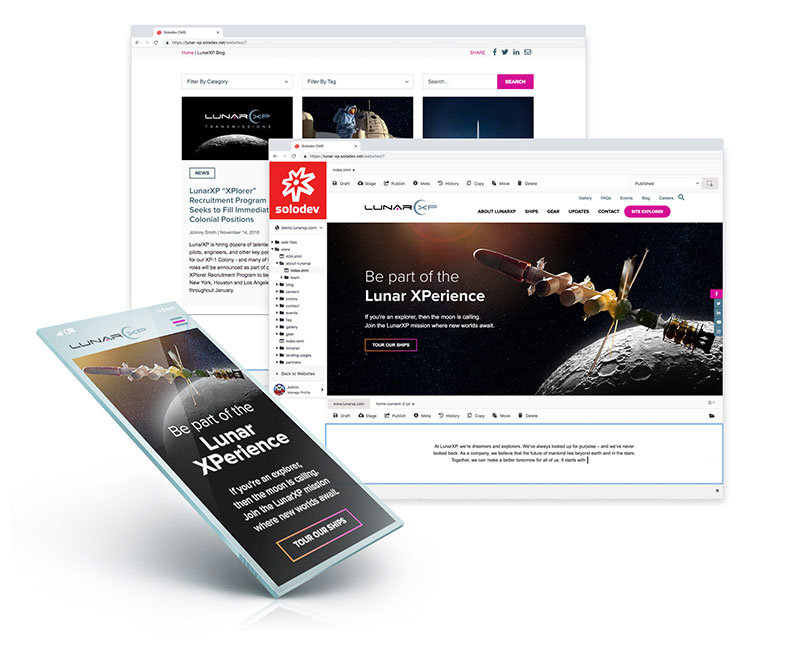 Solodev CMS
https://lunar-xp.solodev.net/websites/7
Home | LunarXP Blog
SHARE
Filter By Category
Filter By Tag
Search...
SEARCH
LUNAR XP
TRANSMISSIONS
NEWS
LunarXP "XPlorer"
Recruitment Program
Seeks to Fill Immediat
Colonial Positions
Johnny Smith | November 14, 2018
LunarXP is hiring dozens of talente
pilots, engineers, and other key po
for our XP-1 Colony - and many of
roles will be announced as part of
XPlorer Recruitment Program to be
New York, Houston and Los Angele
throughout January.
Solodev CMS
https://lunar-xp.solodev.net/websites/7
solodev
demo.lunarxp.com
web files
www
404.stml
about-lunarxp
index.stml
team
blog
careers
colony
contact
events
faq
gallery
gear
index.stml
intranet
landing-pages
partners
Back to Websites
Admin
Manage Profile
index.stml
Draft
Stage
Publish
Meta
History
Copy
Move
Delete
Published
Gallery
FAQs
Events
Blog
Careers
LUNAR XP
ABOUT LUNARXP
SHIPS
GEAR
UPDATES
CONTACT
SITE EXPLORER
Be part of the
Lunar XPerience
If you're an explorer, then the moon is calling.
Join the LunarXP mission where new worlds await.
TOUR OUR SHIPS
www.lunarxp.com
Draft
Stage
Publish
Meta
History
Copy
Move
Delete
At LunarXP, we're dreamers and explorers. We've always looked up for purpose – and we've never
looked back. As a company, we believe that the future of mankind lies beyond earth and in the stars.
Together, we can make a better tomorrow for all of us. It starts with
LUNAR XP
Be part of the
Lunar
XPerience
If you're an explorer,
then the moon is calling.
Join the LunarXP mission
where new worlds await.
TOUR OUR SHIPS